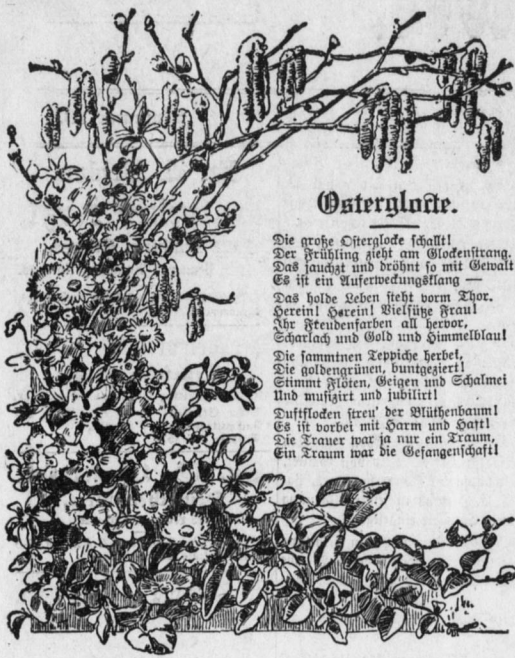 Osterglocke.
Die große Osterglocke schallt!
Der Frühling zieht am Glockenstrang.
Das jauchzt und dröhnt so mit Gewalt
Es ist ein Auferweckungsklang —
Das holde Leben steht vorm Thor.
Herein! Herein! Vielsüße Frau!
Ihr Freudenfarben all hervor,
Scharlach und Gold und Himmelblau!
Die sammtnen Teppiche herbei,
Die goldengrünen, buntgeziert!
Stimmt Flöten, Geigen und Schalmei
Und musizirt und jubilirt!
Duftflocken streu' der Blüthenbaum!
Es ist vorbei mit Harm und Haft!
Die Trauer war ja nur ein Traum,
Ein Traum war die Gefangenschaft!